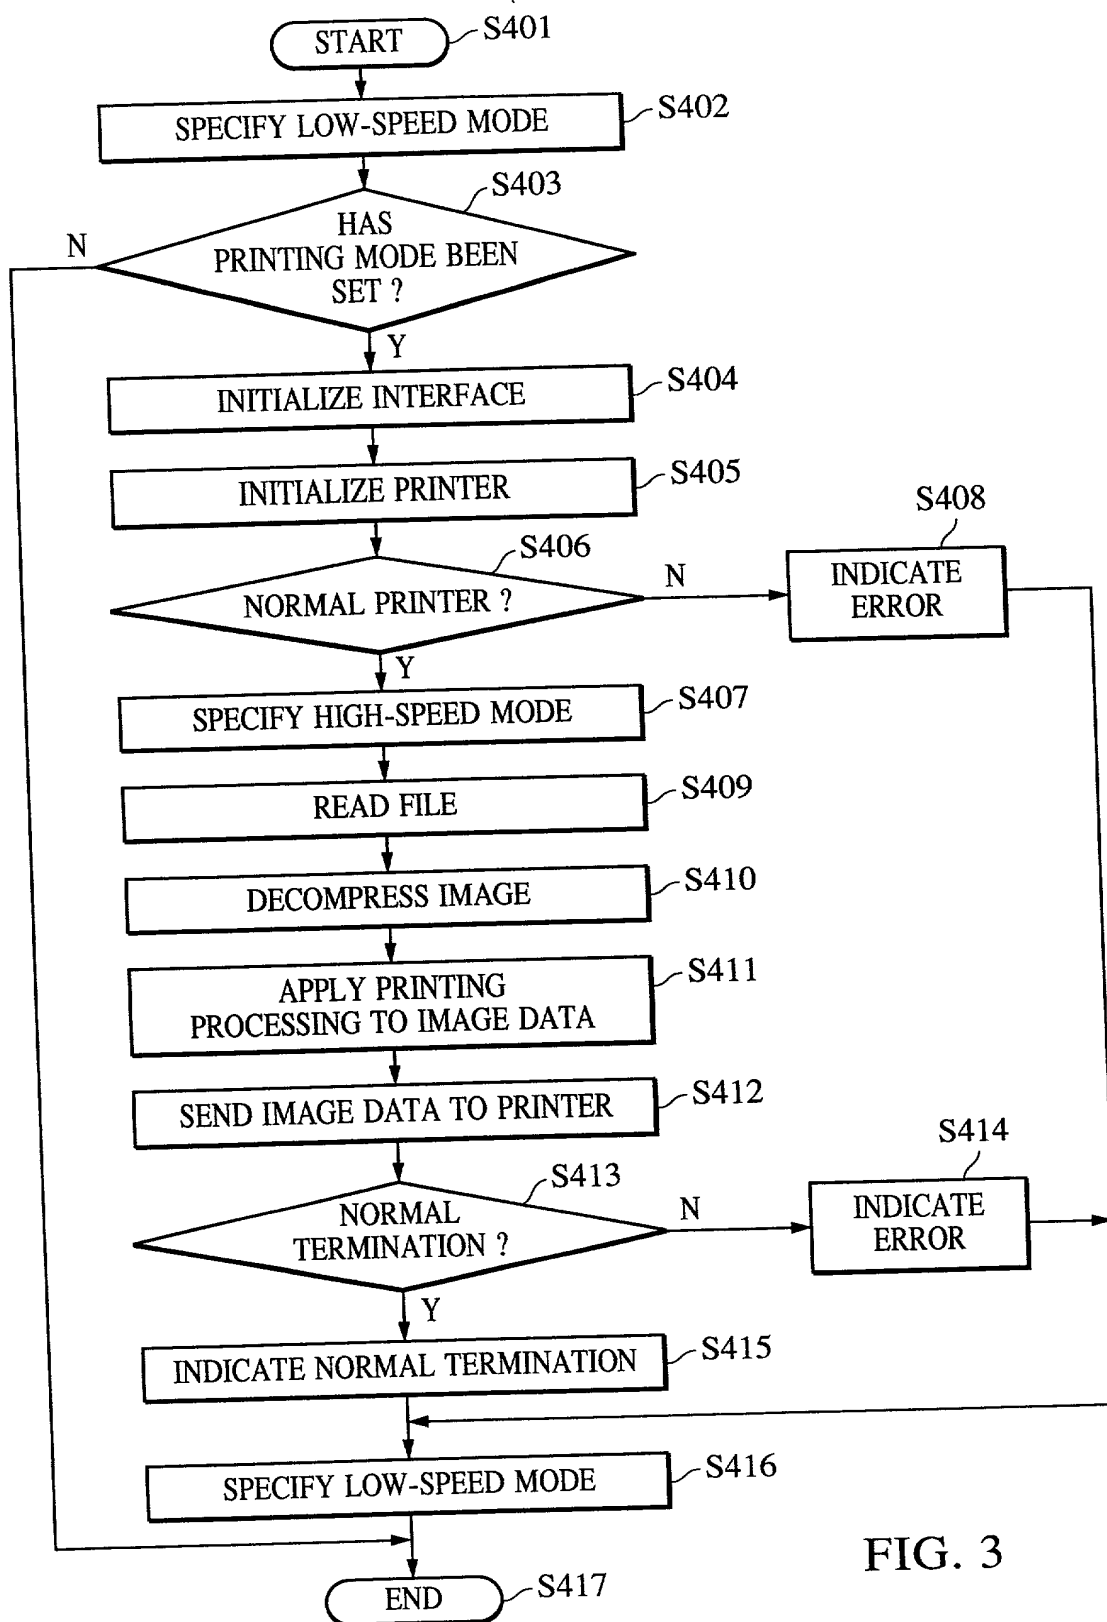 START
S401
SPECIFY LOW-SPEED MODE
S402
S403
HAS
PRINTING MODE BEEN
SET ?
N
Y
INITIALIZE INTERFACE
S404
INITIALIZE PRINTER
S405
S406
NORMAL PRINTER ?
N
S408
INDICATE
ERROR
Y
SPECIFY HIGH-SPEED MODE
S407
READ FILE
S409
DECOMPRESS IMAGE
S410
APPLY PRINTING
PROCESSING TO IMAGE DATA
S411
SEND IMAGE DATA TO PRINTER
S412
S413
NORMAL
TERMINATION ?
N
S414
INDICATE
ERROR
Y
INDICATE NORMAL TERMINATION
S415
SPECIFY LOW-SPEED MODE
S416
END
S417
FIG. 3